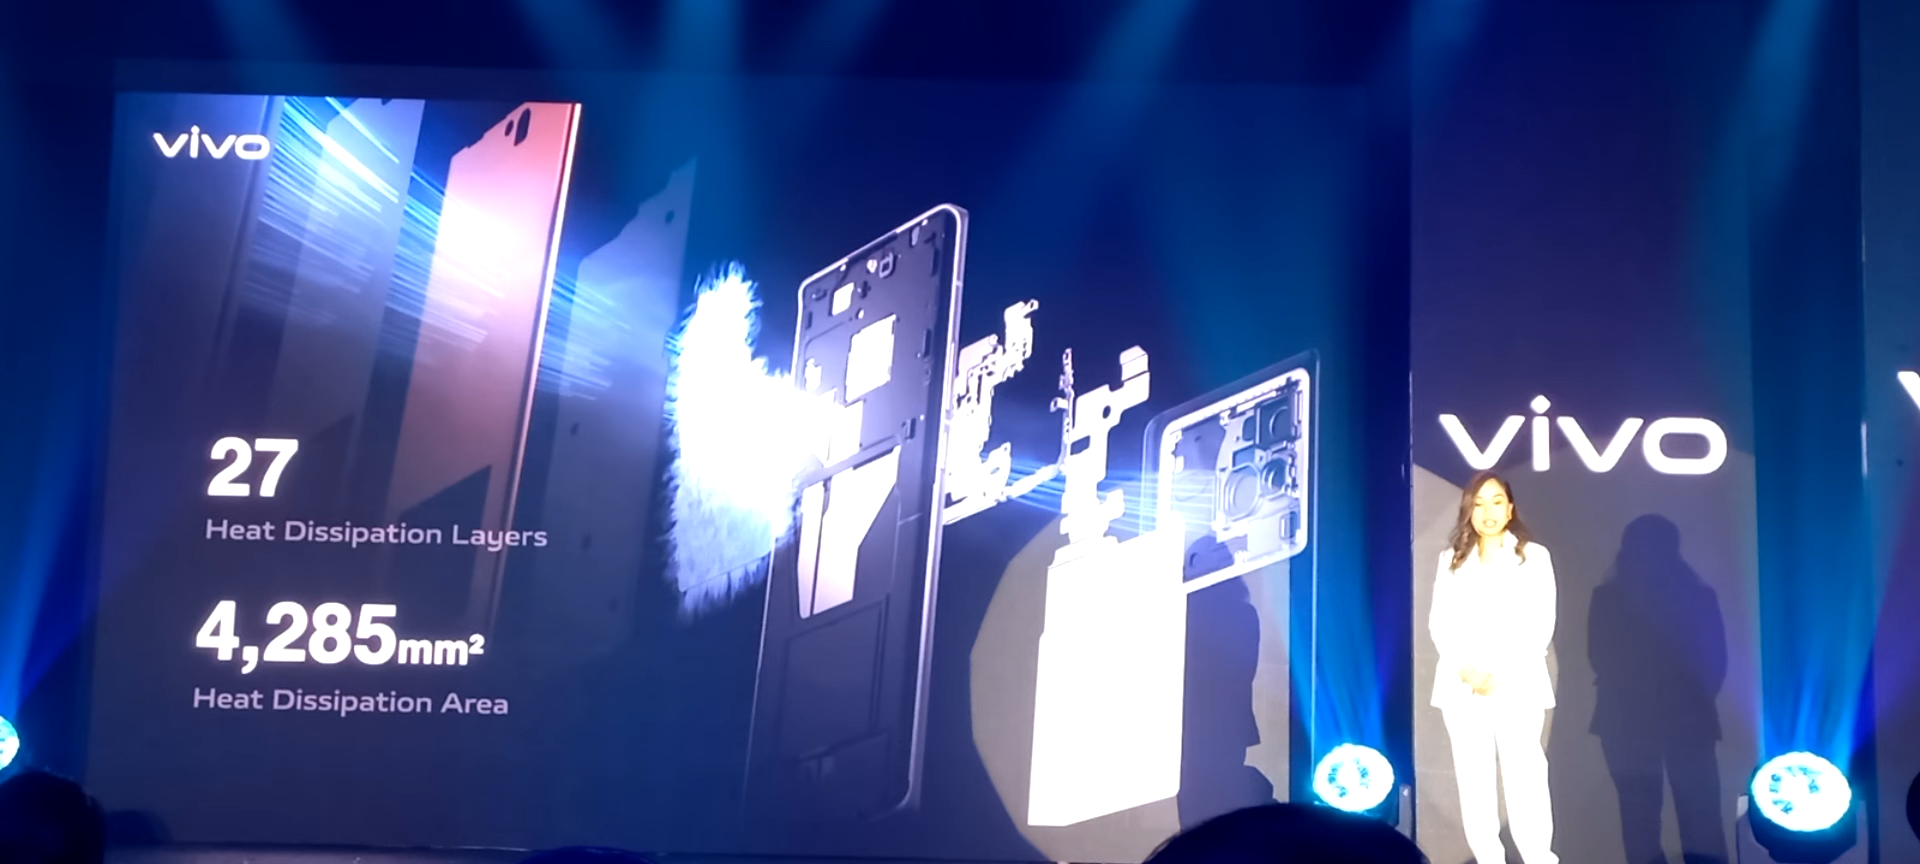 vivo
27
Heat Dissipation Layers
4,285mm²
Heat Dissipation Area
vivo